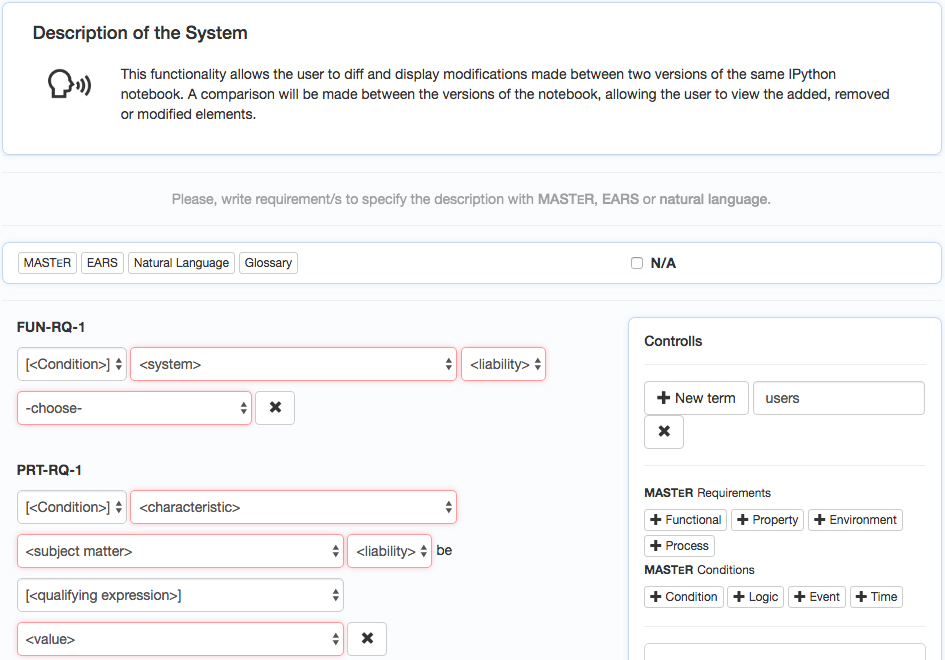 Description of the System
This functionality allows the user to diff and display modifications made between two versions of the same IPython
notebook. A comparison will be made between the versions of the notebook, allowing the user to view the added, removed
or modified elements.
Please, write requirement/s to specify the description with MASTER, EARS or natural language.
MASTER EARS Natural Language Glossary N/A
FUN-RQ-1
[<Condition>] <system> <liability>
-choose-
PRT-RQ-1
[<Condition>] <characteristic>
<subject matter> <liability> be
[<qualifying expression>]
<value>
Controlls
New term users
MASTER Requirements
Functional Property Environment
Process
MASTER Conditions
Condition Logic Event Time